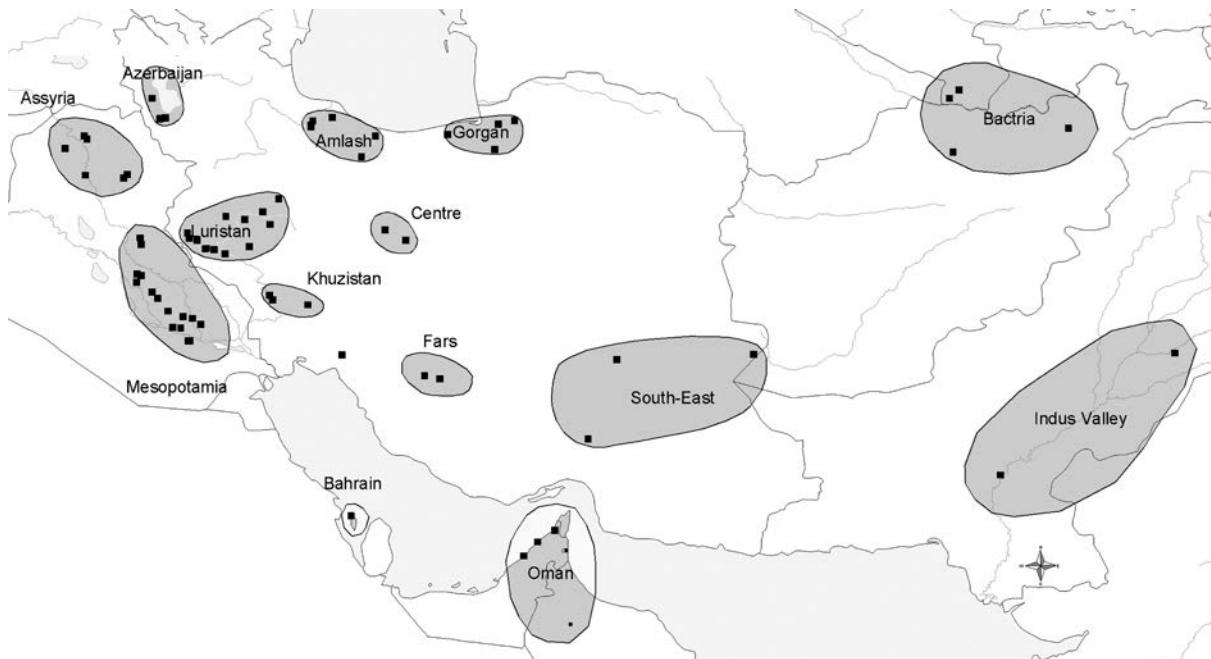 Azerbaijan
Assyria
Amlash
Gorgan
Bactria
Luristan
Centre
Khuzistan
Fars
Mesopotamia
South-East
Indus Valley
Bahrain
Oman